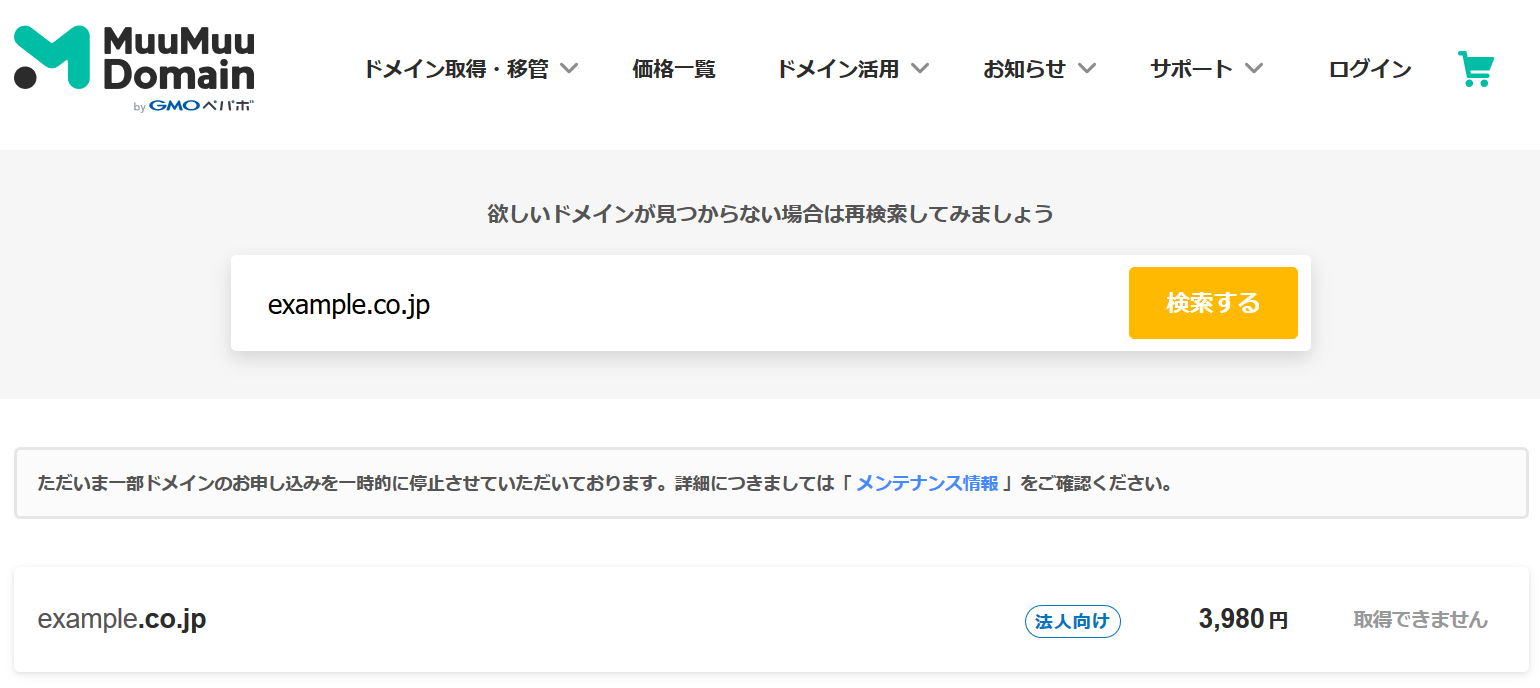 MuuMuu
Domain
by GMOペパボ
ドメイン取得・移管 価格一覧 ドメイン活用 お知らせ サポート ログイン
欲しいドメインが見つからない場合は再検索してみましょう
example.co.jp 検索する
ただいま一部ドメインのお申し込みを一時的に停止させていただいております。詳細につきましては「 メンテナンス情報 」をご確認ください。
example.co.jp 法人向け 3,980 円 取得できません